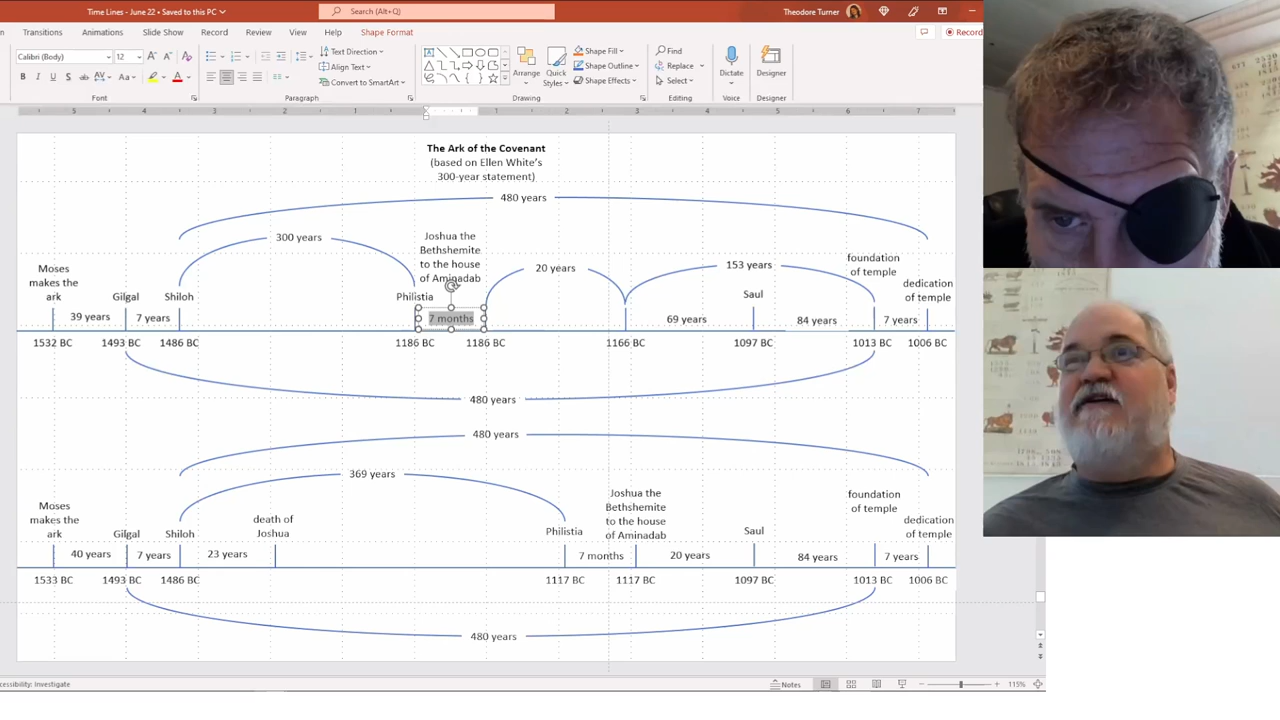 Time Lines - June 22 • Saved to this PC
Search (Alt+Q)
Theodore Turner
Transitions Animations Slide Show Record Review View Help Shape Format
Record
Calibri (Body) 12
Text Direction
Align Text
Convert to SmartArt
Arrange
Quick
Styles
Shape Fill
Shape Outline
Shape Effects
Find
Replace
Select
Dictate
Designer
Font Paragraph Drawing Editing Voice Designer
The Ark of the Covenant
(based on Ellen White's
300-year statement)
480 years
300 years
Joshua the
Bethshemite
to the house
of Aminadab
20 years
153 years
foundation
of temple
Moses
makes the
ark
Gilgal
Shiloh
Philistia
Saul
dedication
of temple
39 years
7 years
7 months
69 years
84 years
7 years
1532 BC 1493 BC 1486 BC 1186 BC 1186 BC 1166 BC 1097 BC 1013 BC 1006 BC
480 years
480 years
369 years
Moses
makes the
ark
Gilgal
Shiloh
death of
Joshua
Philistia
Joshua the
Bethshemite
to the house
of Aminadab
Saul
foundation
of temple
dedication
of temple
40 years
7 years
23 years
7 months
20 years
84 years
7 years
1533 BC 1493 BC 1486 BC 1117 BC 1117 BC 1097 BC 1013 BC 1006 BC
480 years
cessibility: Investigate
Notes
115%